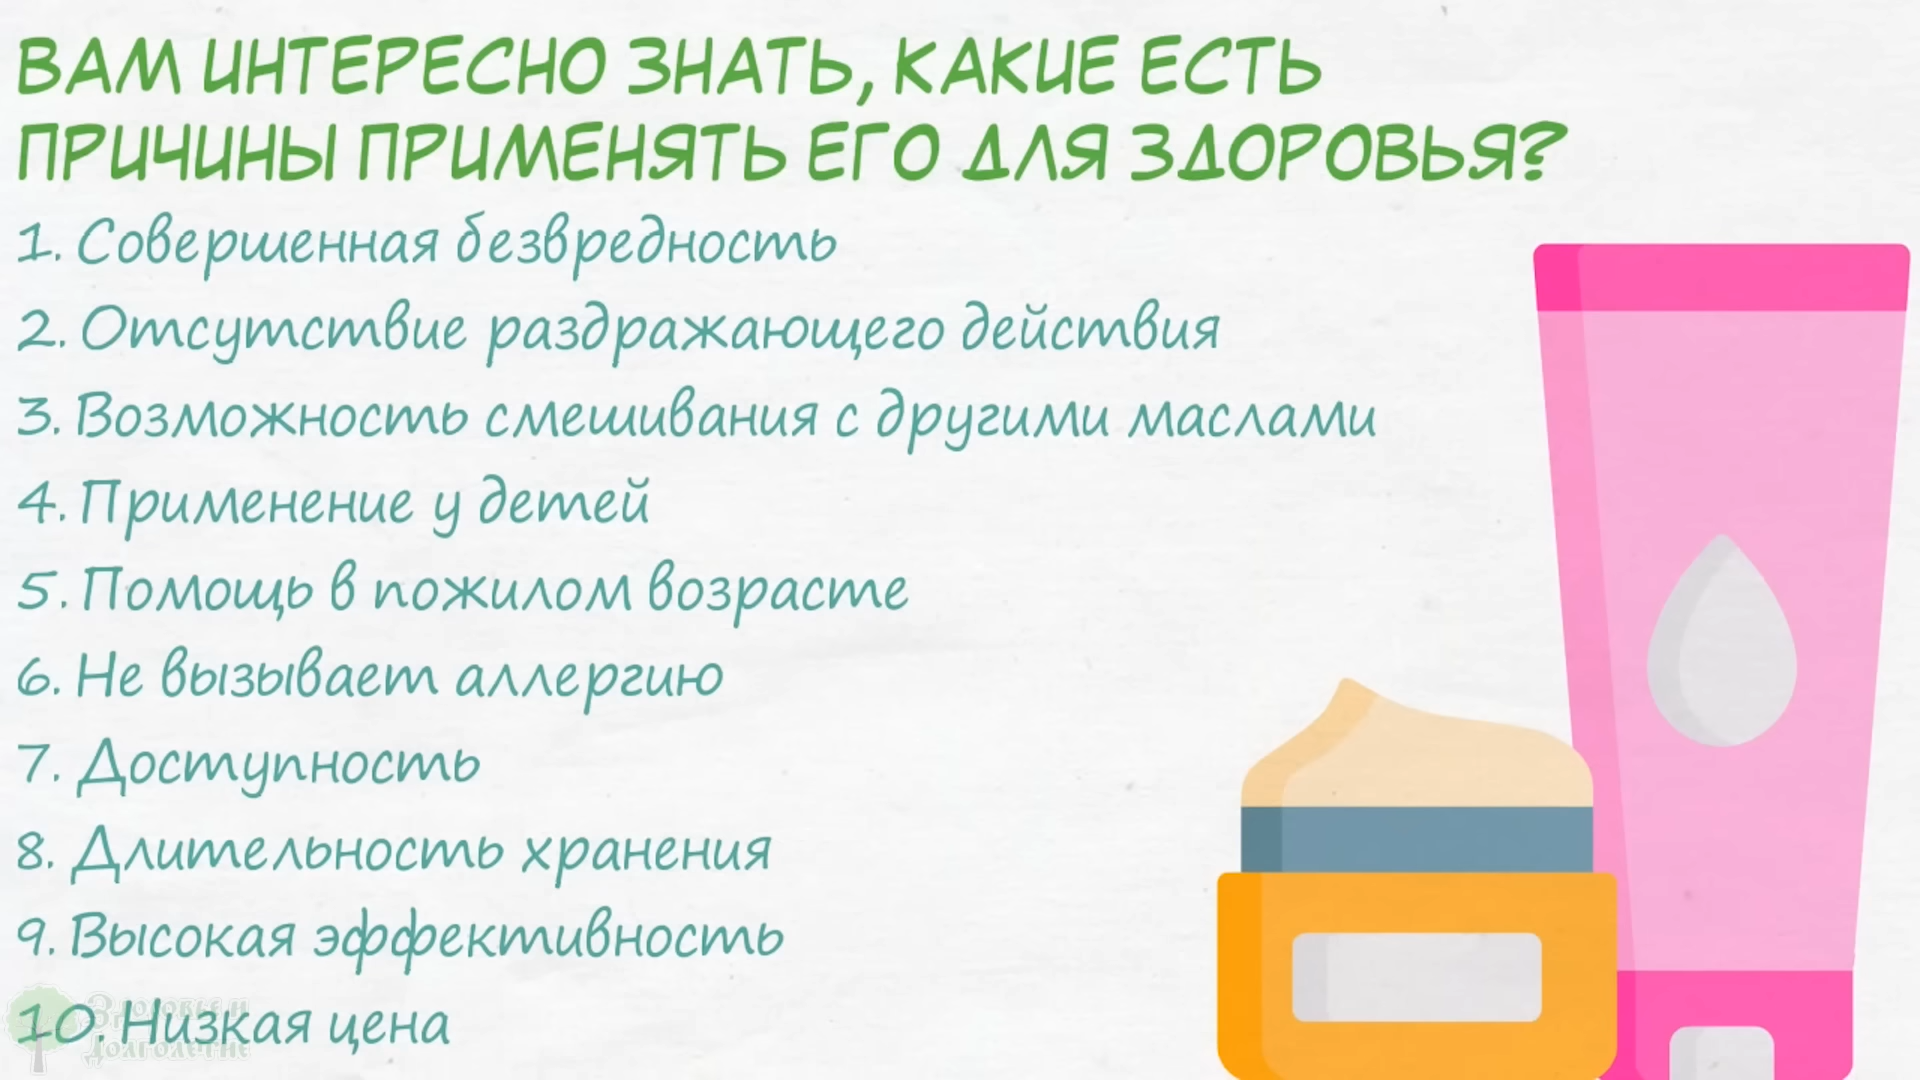 ВАМ ИНТЕРЕСНО ЗНАТЬ, КАКИЕ ЕСТЬ
ПРИЧИНЫ ПРИМЕНЯТЬ ЕГО ДЛЯ ЗДОРОВЬЯ?
1. Совершенная безвредность
2. Отсутствие раздражающего действия
3. Возможность смешивания с другими маслами
4. Применение у детей
5. Помощь в пожилом возрасте
6. Не вызывает аллергию
7. Доступность
8. Длительность хранения
9. Высокая эффективность
10. Низкая цена
Здоровье и
Долголетие